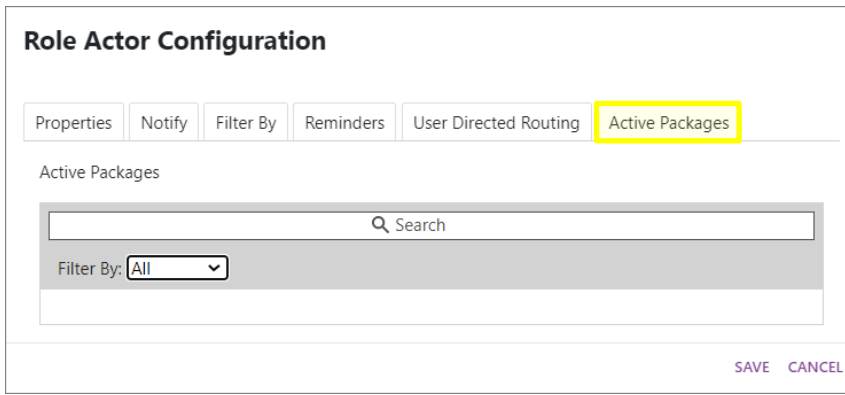 Role Actor Configuration
Properties Notify Filter By Reminders User Directed Routing Active Packages
Active Packages
Search
Filter By: All
SAVE CANCEL